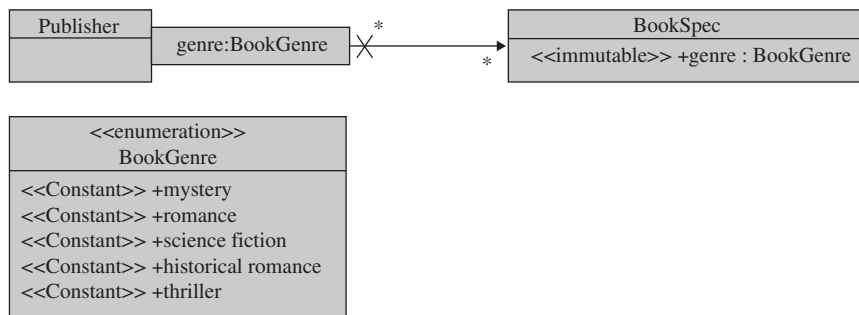 Publisher
genre:BookGenre
*
*
BookSpec
<<immutable>> +genre : BookGenre
<<enumeration>>
BookGenre
<<Constant>> +mystery
<<Constant>> +romance
<<Constant>> +science fiction
<<Constant>> +historical romance
<<Constant>> +thriller